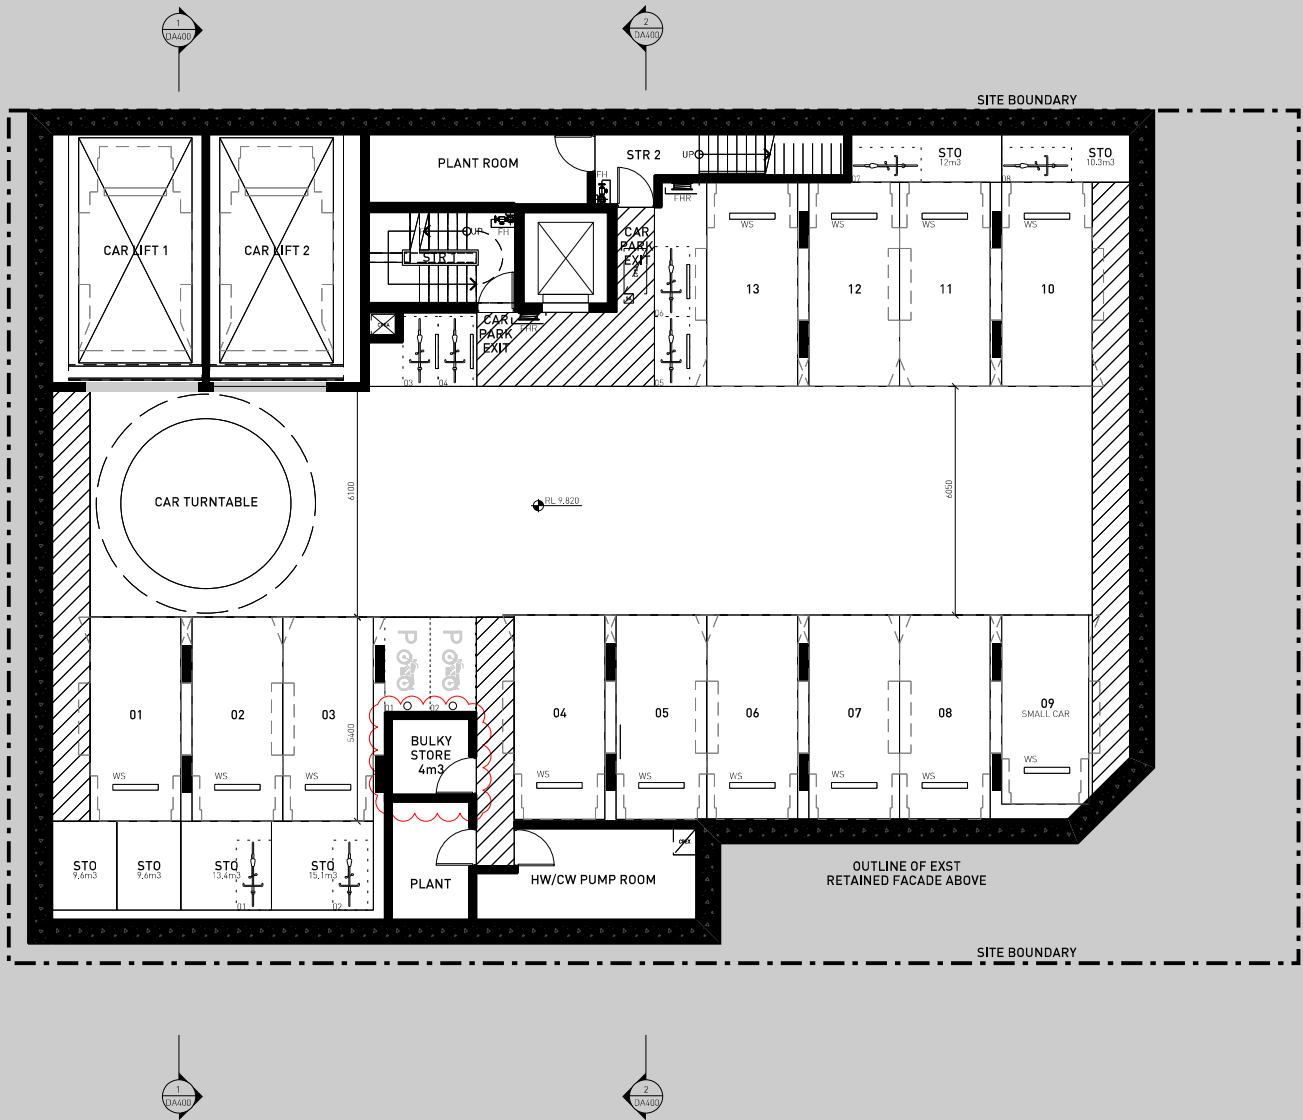 1
DA400
2
DA400
SITE BOUNDARY
PLANT ROOM
STR 2
UP
STO
12m3
STO
10.3m3
07
08
FH
FHR
CAR LIFT 1
CAR LIFT 2
STR 1
UP
FH
CAR
PARK
EXIT
WS
WS
WS
WS
13
12
11
10
06
CAR
PARK
EXIT
FHR
03
04
05
CAR TURNTABLE
6100
RL 9.820
6050
P
P
01
02
03
01
02
04
05
06
07
08
09
SMALL CAR
5400
BULKY
STORE
4m3
WS
WS
WS
WS
WS
WS
WS
WS
WS
STO
9.6m3
STO
9.6m3
STO
13.4m3
STO
15.1m3
01
02
PLANT
HW/CW PUMP ROOM
OUTLINE OF EXST
RETAINED FACADE ABOVE
SITE BOUNDARY
1
DA400
2
DA400